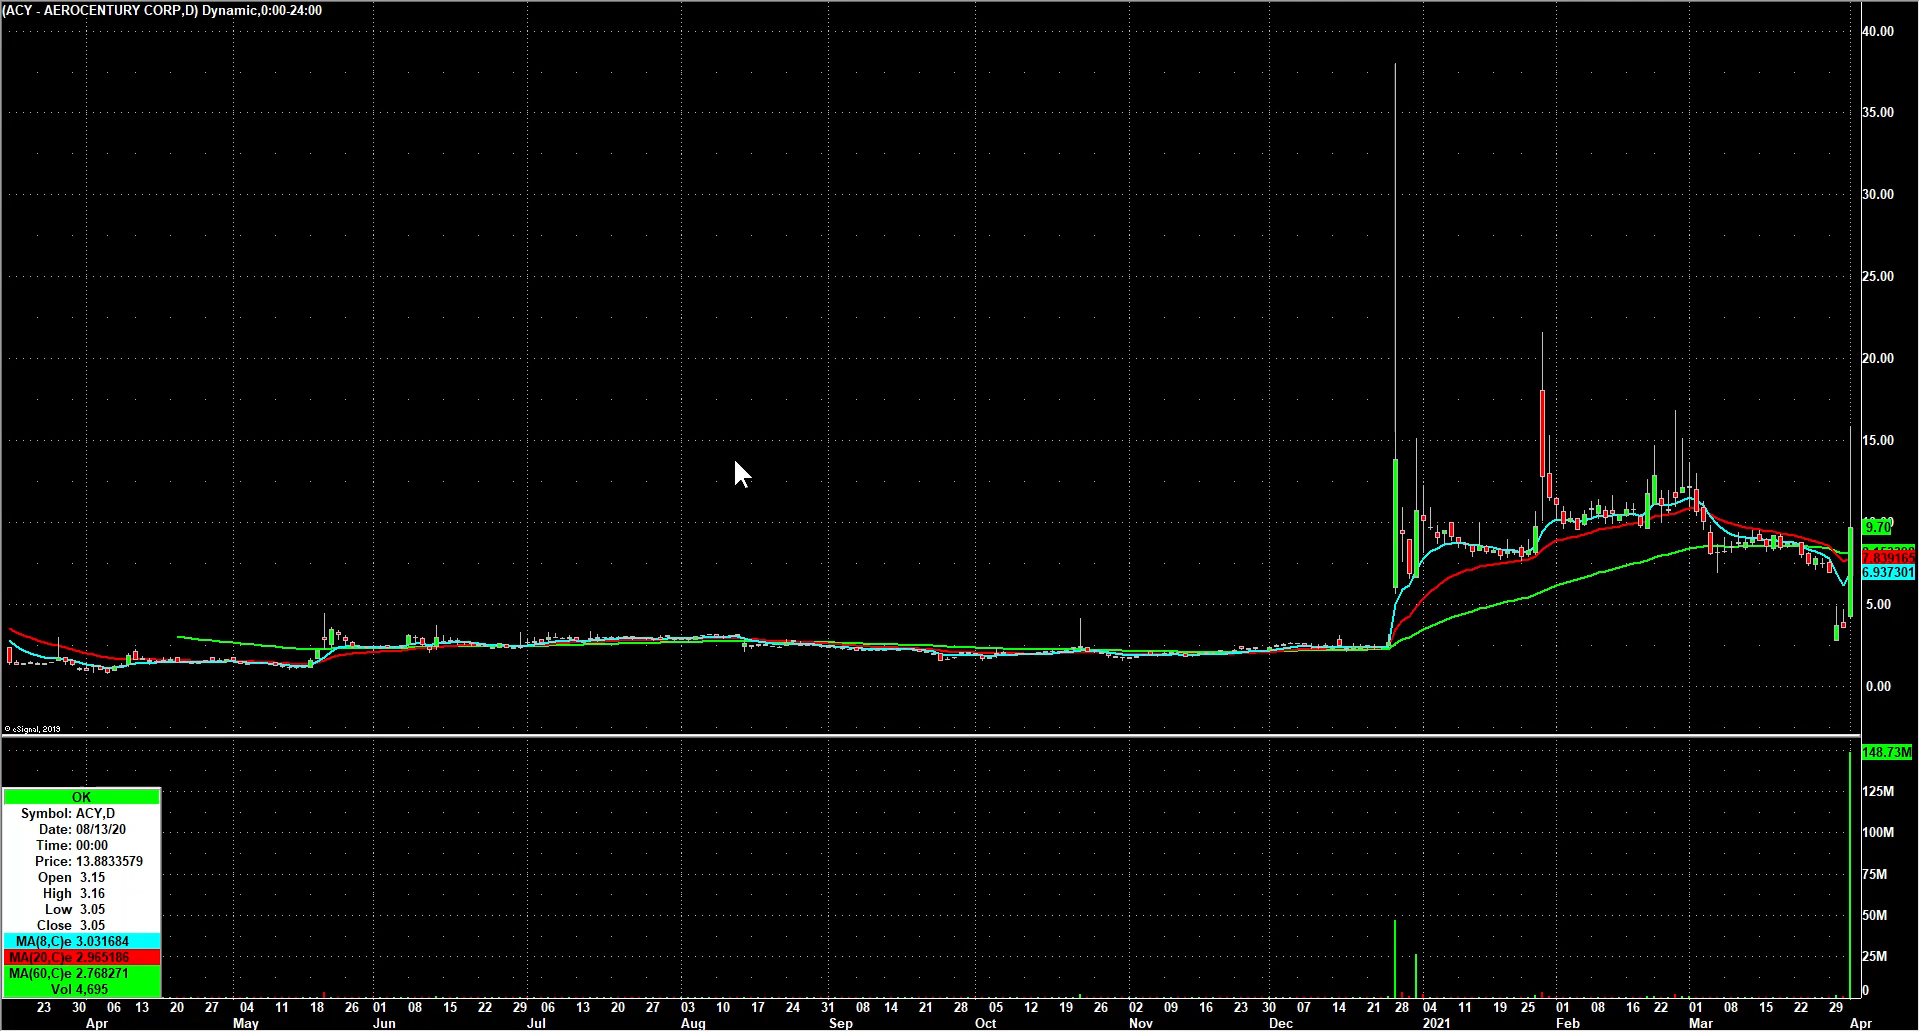 (ACY - AEROCENTURY CORP,D) Dynamic,0:00-24:00
40.00
35.00
30.00
25.00
20.00
15.00
9.70
7.839165
6.937301
5.00
0.00
© eSignal, 2019
148.73M
125M
100M
75M
50M
25M
0
OK
Symbol: ACY,D
Date: 08/13/20
Time: 00:00
Price: 13.8833579
Open 3.15
High 3.16
Low 3.05
Close 3.05
MA(8,C)e 3.031684
MA(20,C)e 2.965186
MA(60,C)e 2.768271
Vol 4,695
23 30 06 13 20 27 04 11 18 26 01 08 15 22 29 06 13 20 27 03 10 17 24 31 08 14 21 28 05 12 19 26 02 09 16 23 30 07 14 21 28 04 11 19 25 01 08 16 22 01 08 15 22 29
Apr May Jun Jul Aug Sep Oct Nov Dec 2021 Feb Mar Apr